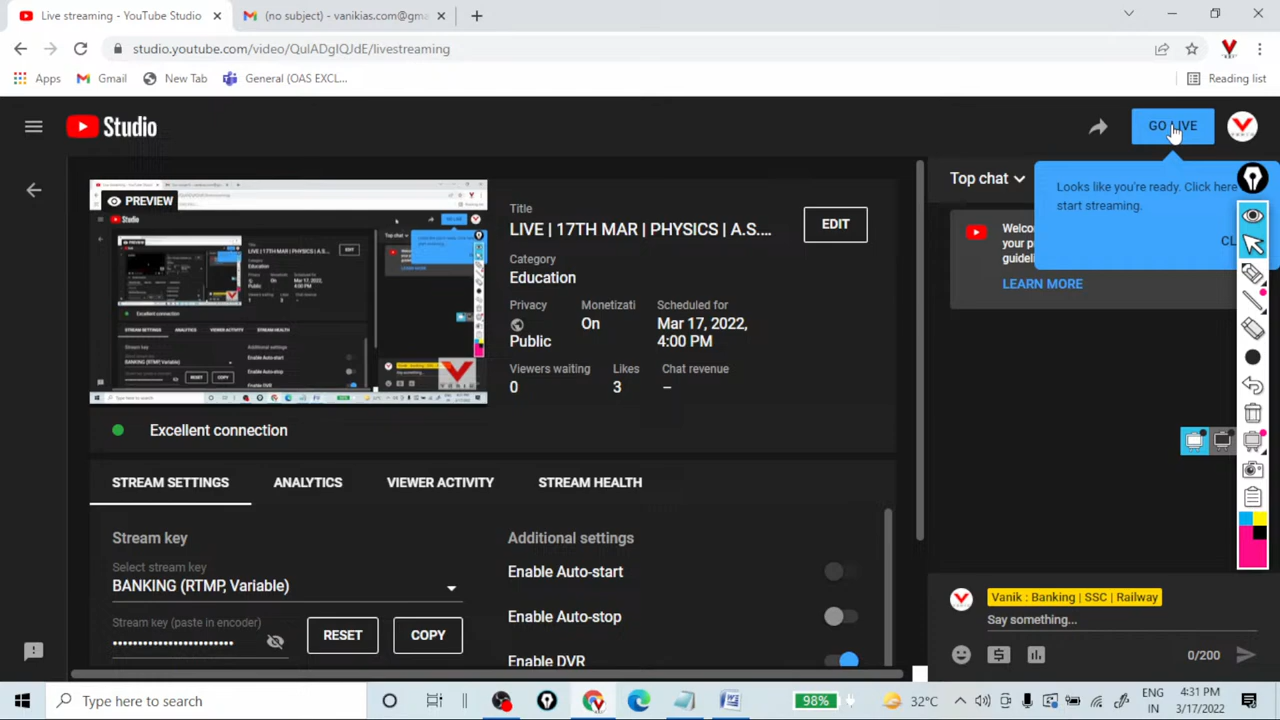 Live streaming - YouTube Studio
(no subject) - vanikias.com@gma
studio.youtube.com/video/QulADgIQJdE/livestreaming
Apps
Gmail
New Tab
General (OAS EXCL...
Reading list
Studio
GO LIVE
Looks like you're ready. Click here
start streaming.
CL
PREVIEW
Title
LIVE | 17TH MAR | PHYSICS | A.S....
EDIT
Category
Education
Privacy
Public
Monetizati
On
Scheduled for
Mar 17, 2022,
4:00 PM
Viewers waiting
0
Likes
3
Chat revenue
–
Excellent connection
STREAM SETTINGS
ANALYTICS
VIEWER ACTIVITY
STREAM HEALTH
Stream key
Select stream key
BANKING (RTMP, Variable)
Stream key (paste in encoder)
••••••••••••••••••••••••
RESET
COPY
Additional settings
Enable Auto-start
Enable Auto-stop
Enable DVR
Top chat
Welco
your p
guideli
LEARN MORE
Vanik : Banking | SSC | Railway
Say something...
0/200
Type here to search
98%
32°C
ENG
IN
4:31 PM
3/17/2022